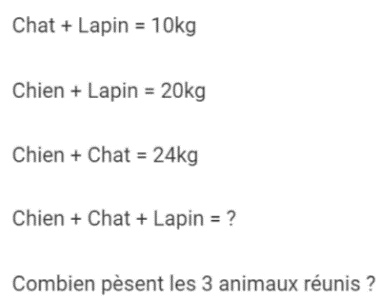 Chat + Lapin = 10kg
Chien + Lapin = 20kg
Chien + Chat = 24kg
Chien + Chat + Lapin = ?
Combien pèsent les 3 animaux réunis ?